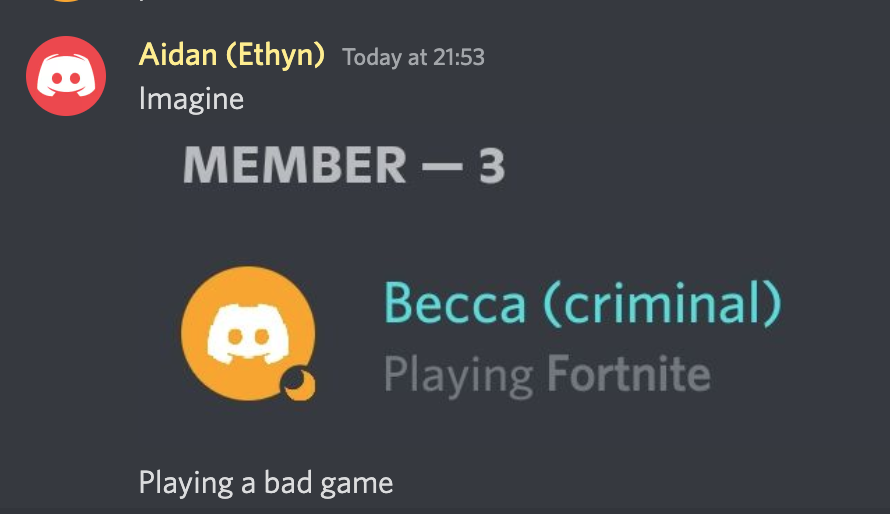 Aidan (Ethyn) Today at 21:53
Imagine
MEMBER — 3
Becca (criminal)
Playing Fortnite
Playing a bad game